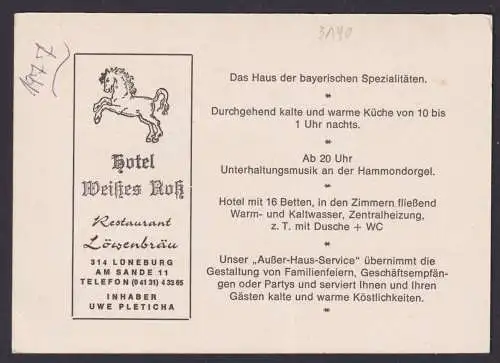 1977
3140
Hotel
Weißes Roß
Restaurant
Löwenbräu
314 LÜNEBURG
AM SANDE 11
TELEFON (0 41 31) 4 33 65
INHABER
UWE PLETICHA
Das Haus der bayerischen Spezialitäten.
*
Durchgehend kalte und warme Küche von 10 bis
1 Uhr nachts.
*
Ab 20 Uhr
Unterhaltungsmusik an der Hammondorgel.
*
Hotel mit 16 Betten, in den Zimmern fließend
Warm- und Kaltwasser, Zentralheizung,
z. T. mit Dusche + WC
*
Unser „Außer-Haus-Service" übernimmt die
Gestaltung von Familienfeiern, Geschäftsempfän-
gen oder Partys und serviert Ihnen und Ihren
Gästen kalte und warme Köstlichkeiten.
*